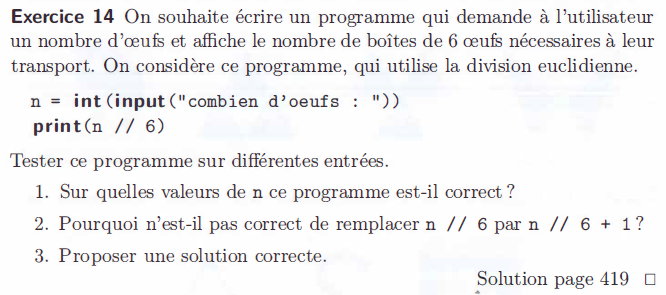 Exercice 14 On souhaite écrire un programme qui demande à l'utilisateur
un nombre d'œufs et affiche le nombre de boîtes de 6 œufs nécessaires à leur
transport. On considère ce programme, qui utilise la division euclidienne.
n = int(input("combien d'oeufs : "))
print(n // 6)
Tester ce programme sur différentes entrées.
1. Sur quelles valeurs de n ce programme est-il correct ?
2. Pourquoi n'est-il pas correct de remplacer n // 6 par n // 6 + 1 ?
3. Proposer une solution correcte.
Solution page 419 □